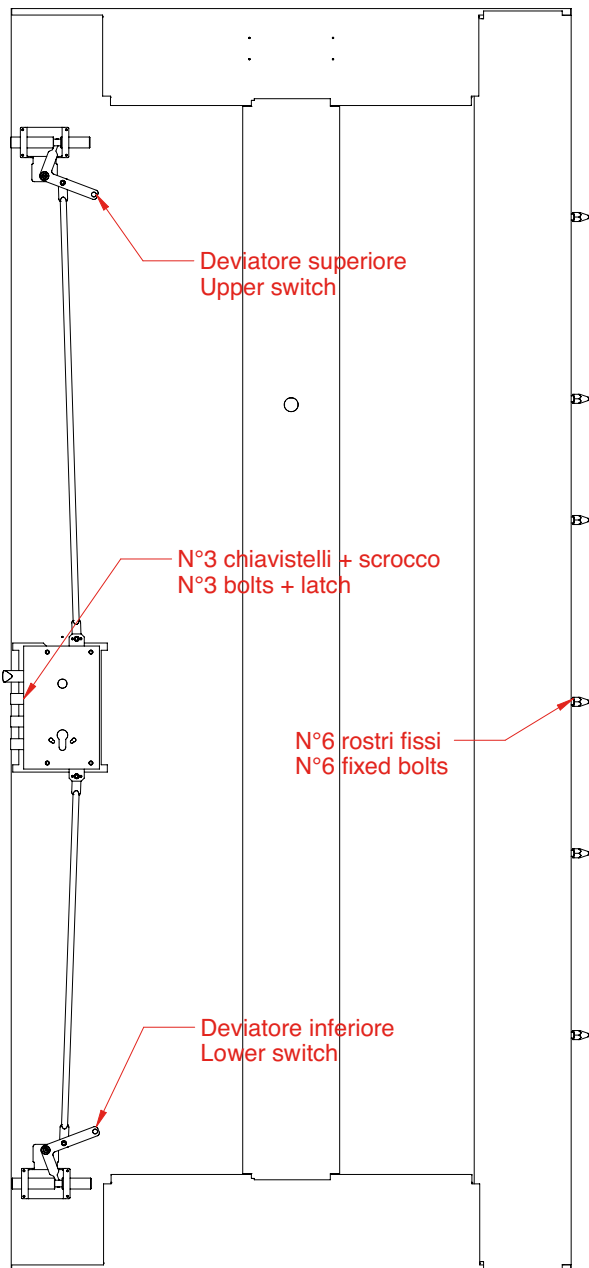 Deviatore superiore
Upper switch
N°3 chiavistelli + scrocco
N°3 bolts + latch
N°6 rostri fissi
N°6 fixed bolts
Deviatore inferiore
Lower switch